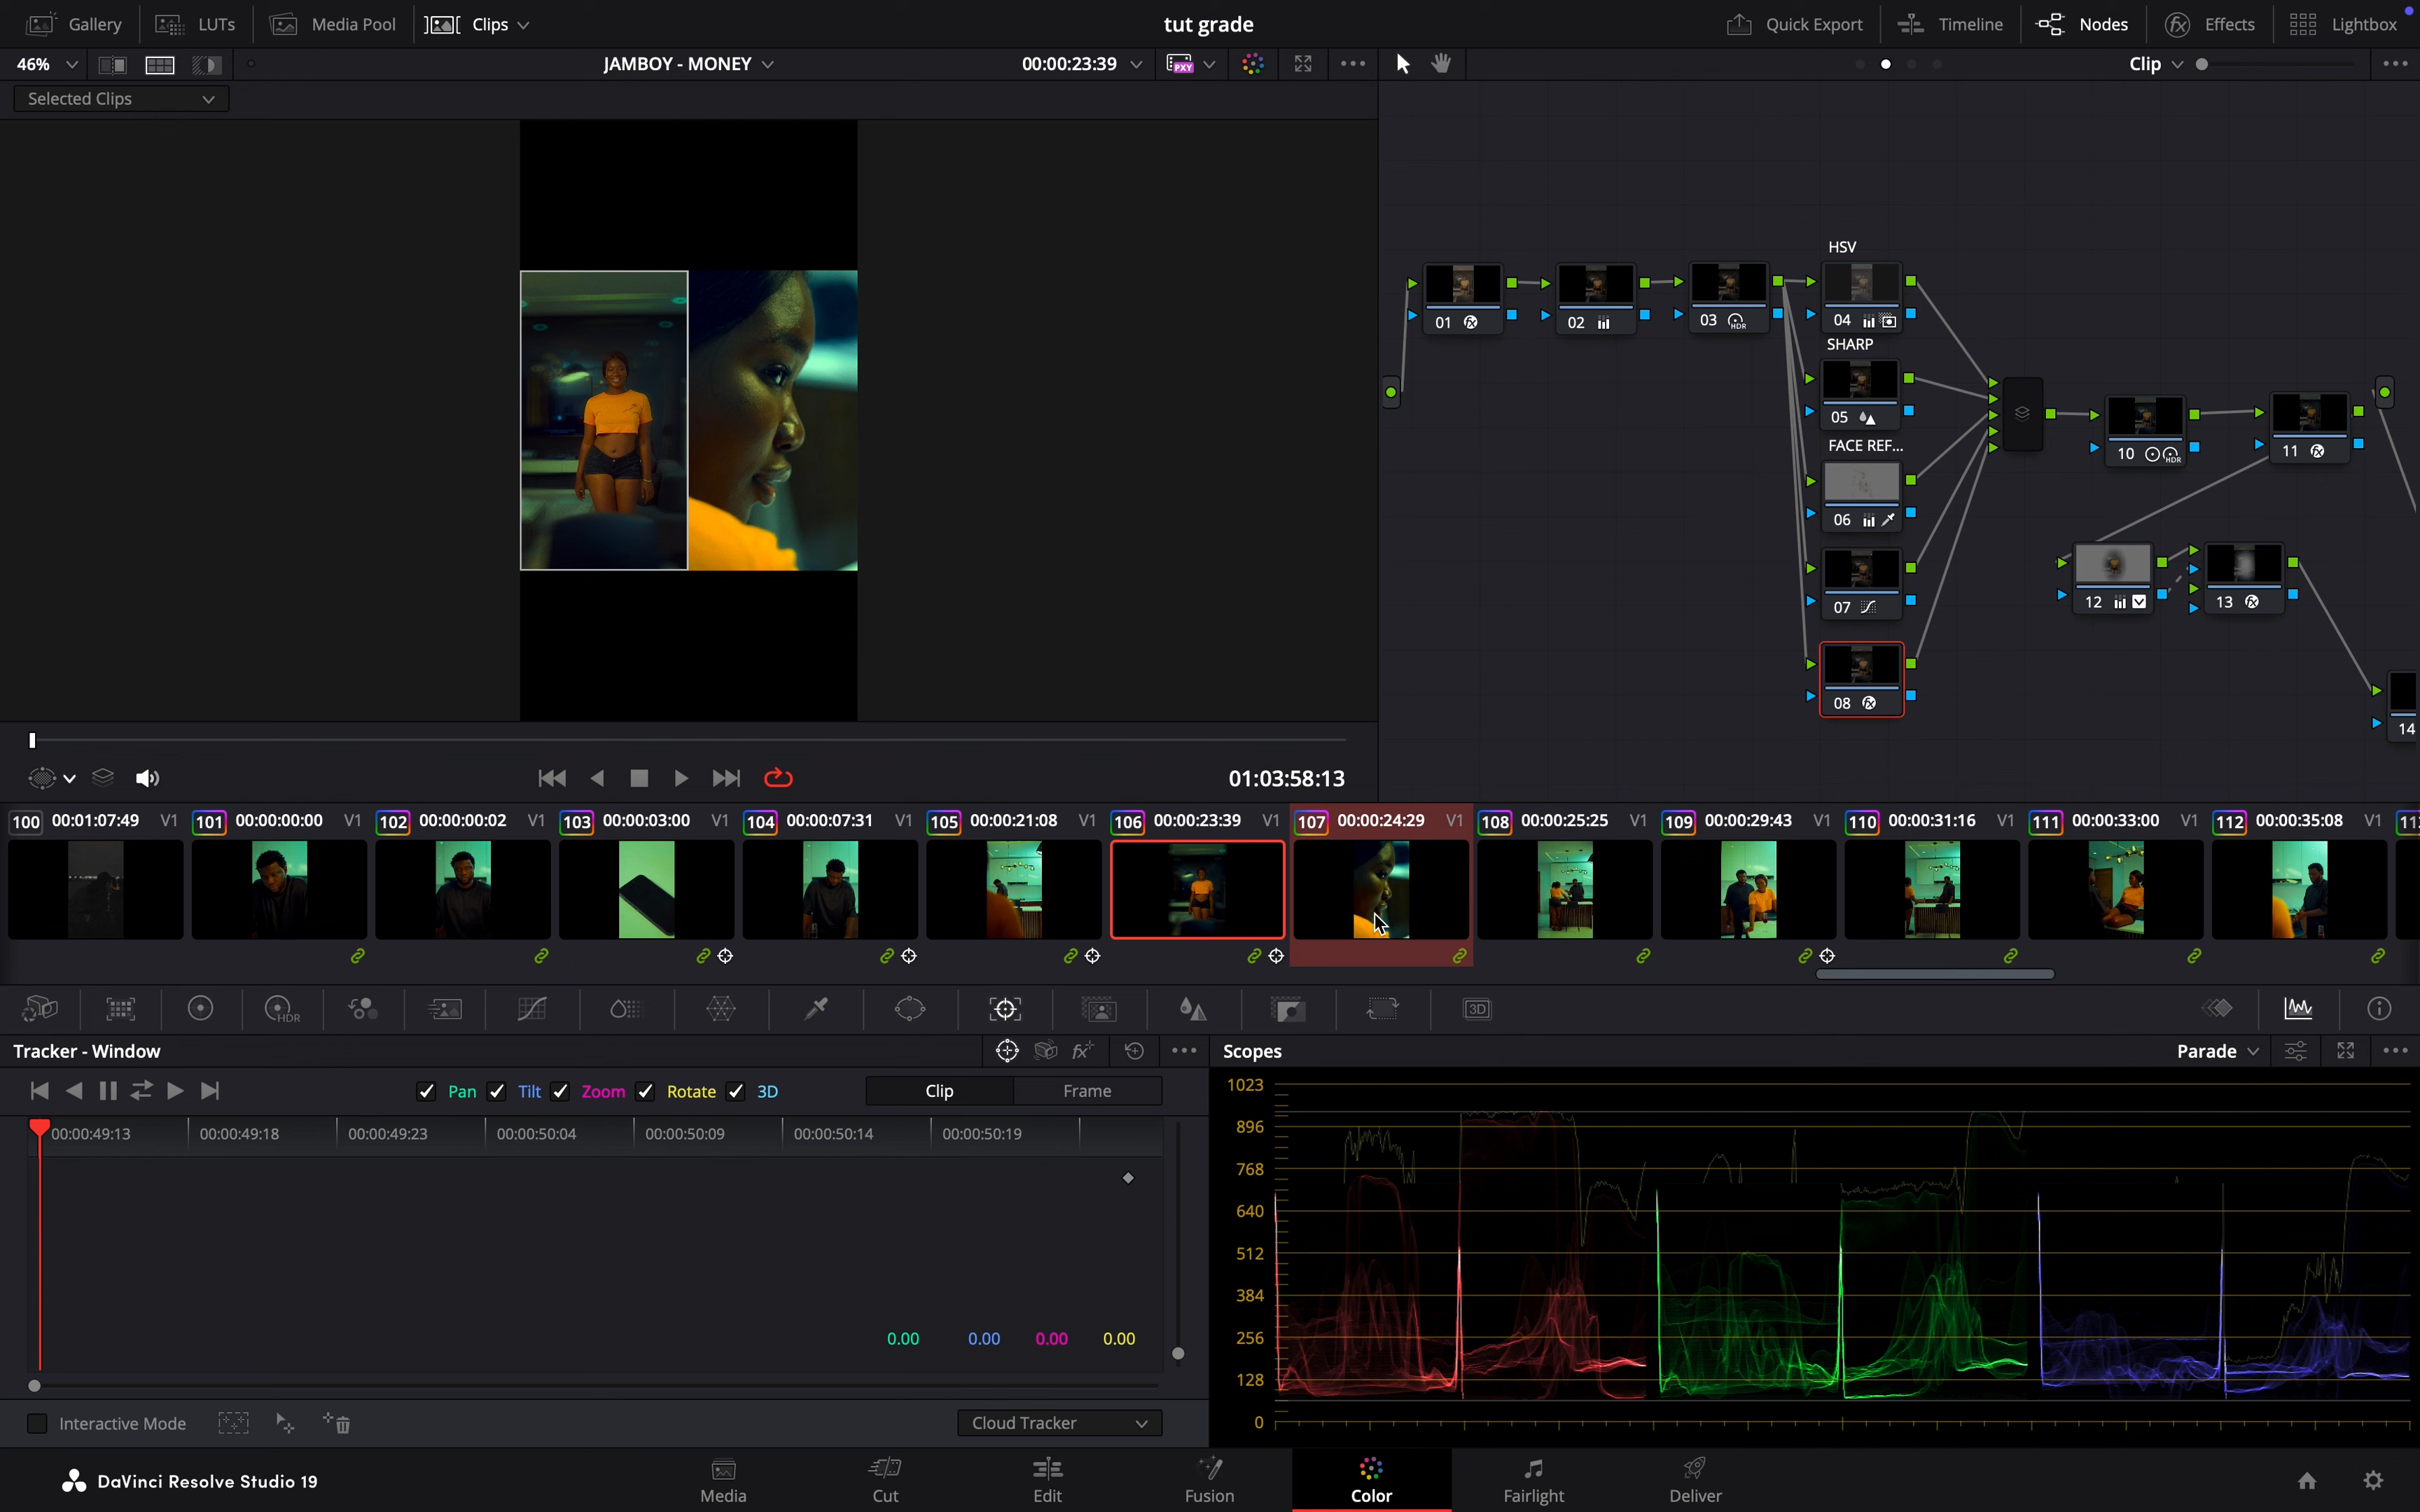 Gallery LUTs Media Pool Clips tut grade Quick Export Timeline Nodes Effects Lightbox
46% JAMBOY - MONEY 00:00:23:39 PXY Clip
Selected Clips
HSV
01 02 03 HDR 04
SHARP
05
FACE REF...
06
10 HDR 11
07
12 13
08
14
01:03:58:13
100 00:01:07:49 V1 101 00:00:00:00 V1 102 00:00:00:02 V1 103 00:00:03:00 V1 104 00:00:07:31 V1 105 00:00:21:08 V1 106 00:00:23:39 V1 107 00:00:24:29 V1 108 00:00:25:25 V1 109 00:00:29:43 V1 110 00:00:31:16 V1 111 00:00:33:00 V1 112 00:00:35:08 V1 11
HDR 3D
Tracker - Window Scopes Parade
Pan Tilt Zoom Rotate 3D Clip Frame
00:00:49:13 00:00:49:18 00:00:49:23 00:00:50:04 00:00:50:09 00:00:50:14 00:00:50:19
1023
896
768
640
512
384
256
128
0
0.00 0.00 0.00 0.00
Interactive Mode Cloud Tracker
DaVinci Resolve Studio 19 Media Cut Edit Fusion Color Fairlight Deliver